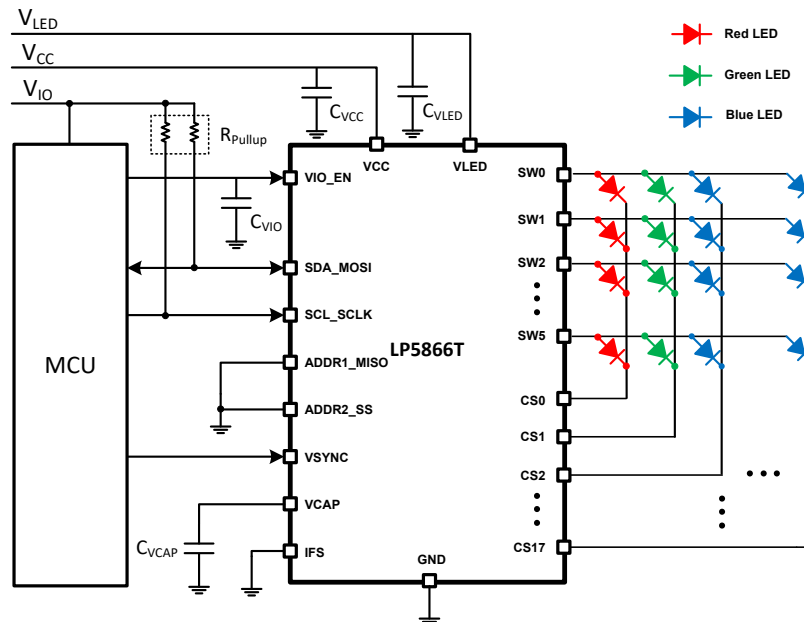 VLED
VCC
VIO
RPullup
CVCC
CVLED
CVIO
Red LED
Green LED
Blue LED
MCU
LP5866T
VCC
VLED
VIO_EN
SDA_MOSI
SCL_SCLK
ADDR1_MISO
ADDR2_SS
VSYNC
VCAP
IFS
CVCAP
GND
SW0
SW1
SW2
SW5
CS0
CS1
CS2
CS17